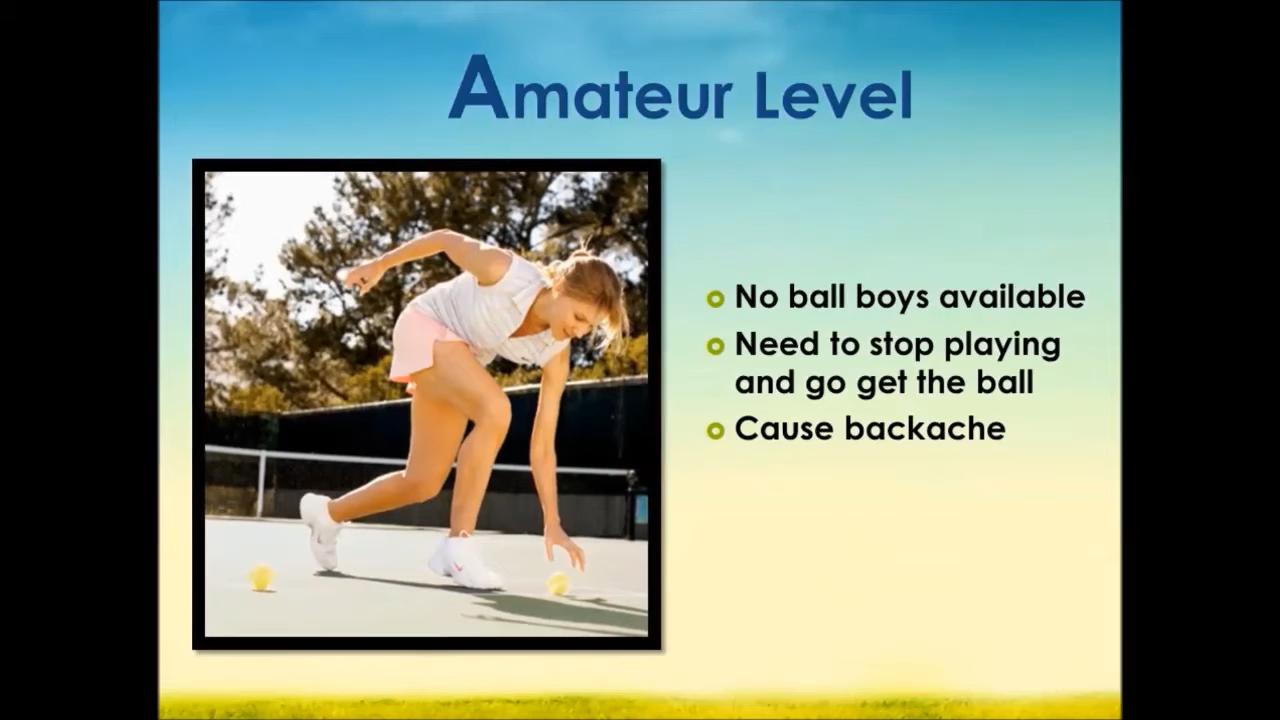 Amateur Level
No ball boys available
Need to stop playing
and go get the ball
Cause backache